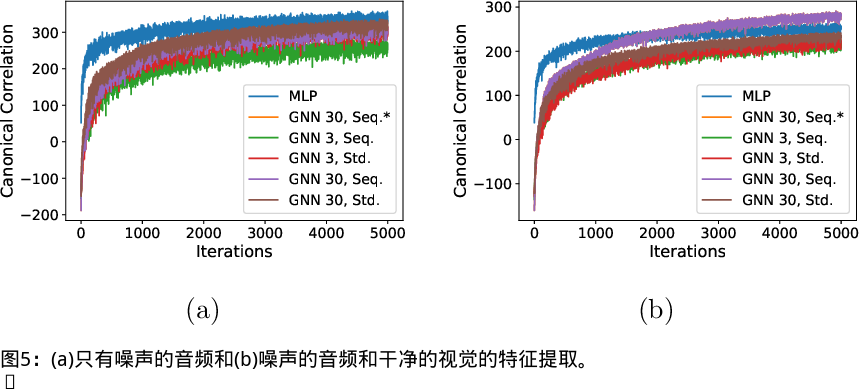 300
200
100
0
−100
−200
Canonical Correlation
MLP
GNN 30, Seq.*
GNN 3, Seq.
GNN 3, Std.
GNN 30, Seq.
GNN 30, Std.
0 1000 2000 3000 4000 5000
Iterations
(a)
300
200
100
0
−100
Canonical Correlation
MLP
GNN 30, Seq.*
GNN 3, Seq.
GNN 3, Std.
GNN 30, Seq.
GNN 30, Std.
0 1000 2000 3000 4000 5000
Iterations
(b)
图5：(a)只有噪声的音频和(b)噪声的音频和干净的视觉的特征提取。